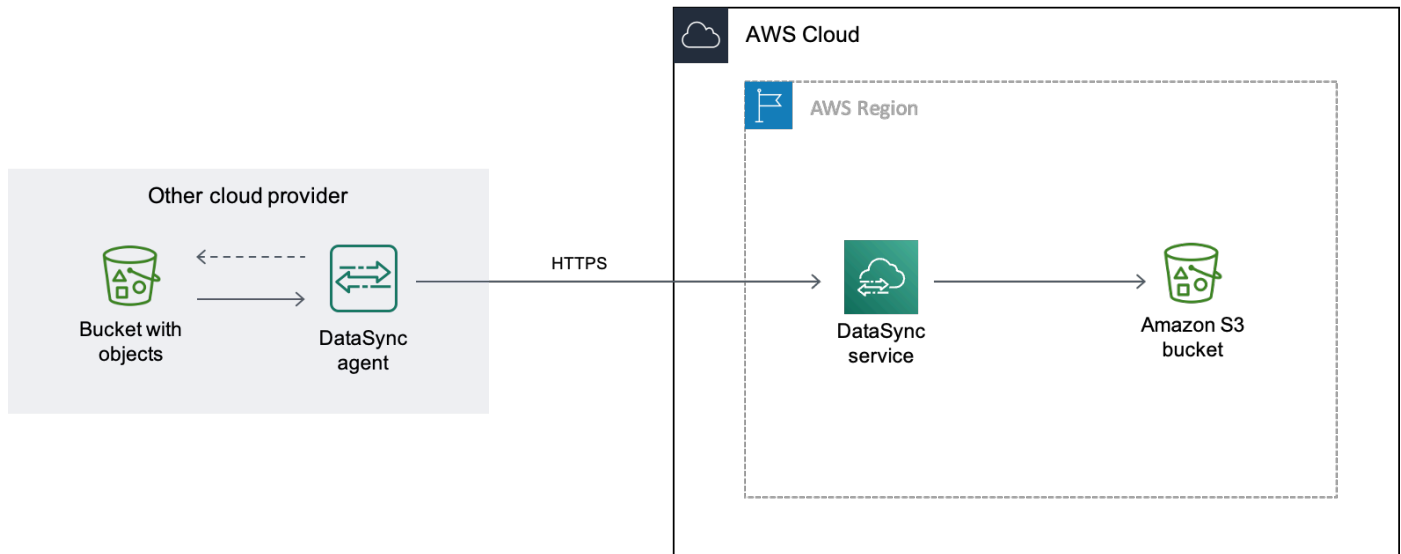 AWS Cloud
AWS Region
Other cloud provider
HTTPS
Bucket with
objects
DataSync
agent
DataSync
service
Amazon S3
bucket